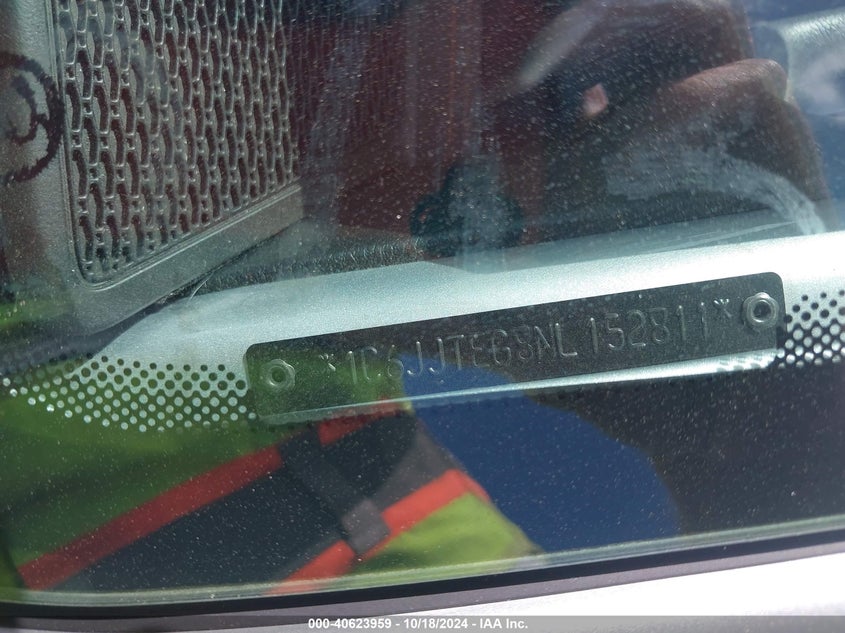 *1C6JJTEG8NL152811*
000-40623959 - 10/18/2024 - IAA Inc.